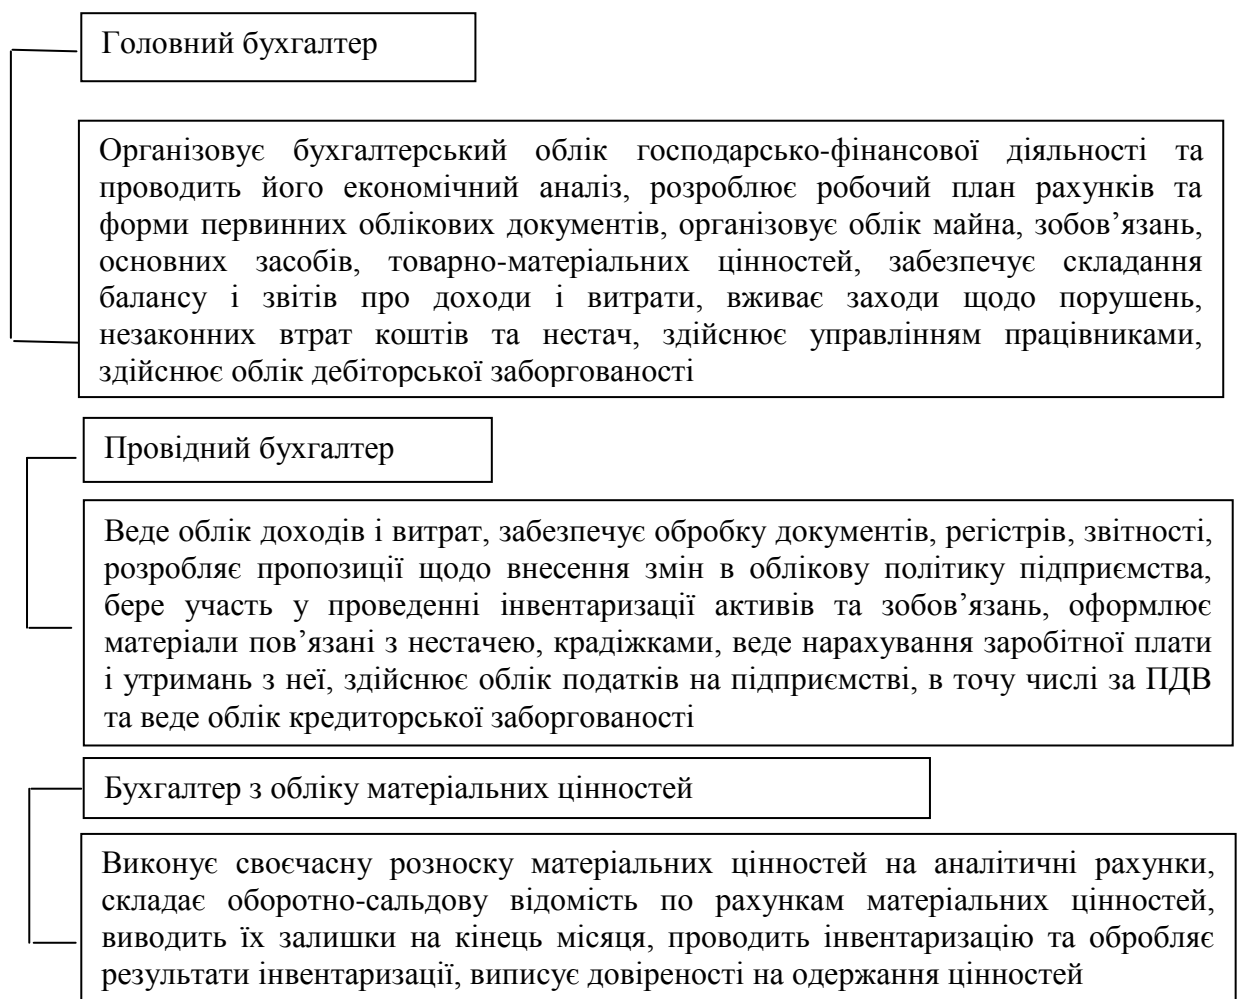 Головний бухгалтер
Організовує бухгалтерський облік господарсько-фінансової діяльності та
проводить його економічний аналіз, розроблює робочий план рахунків та
форми первинних облікових документів, організовує облік майна, зобов’язань,
основних засобів, товарно-матеріальних цінностей, забезпечує складання
балансу і звітів про доходи і витрати, вживає заходи щодо порушень,
незаконних втрат коштів та нестач, здійснює управлінням працівниками,
здійснює облік дебіторської заборгованості
Провідний бухгалтер
Веде облік доходів і витрат, забезпечує обробку документів, регістрів, звітності,
розробляє пропозиції щодо внесення змін в облікову політику підприємства,
бере участь у проведенні інвентаризації активів та зобов’язань, оформлює
матеріали пов’язані з нестачею, крадіжками, веде нарахування заробітної плати
і утримань з неї, здійснює облік податків на підприємстві, в точу числі за ПДВ
та веде облік кредиторської заборгованості
Бухгалтер з обліку матеріальних цінностей
Виконує своєчасну розноску матеріальних цінностей на аналітичні рахунки,
складає оборотно-сальдову відомість по рахункам матеріальних цінностей,
виводить їх залишки на кінець місяця, проводить інвентаризацію та обробляє
результати інвентаризації, виписує довіреності на одержання цінностей